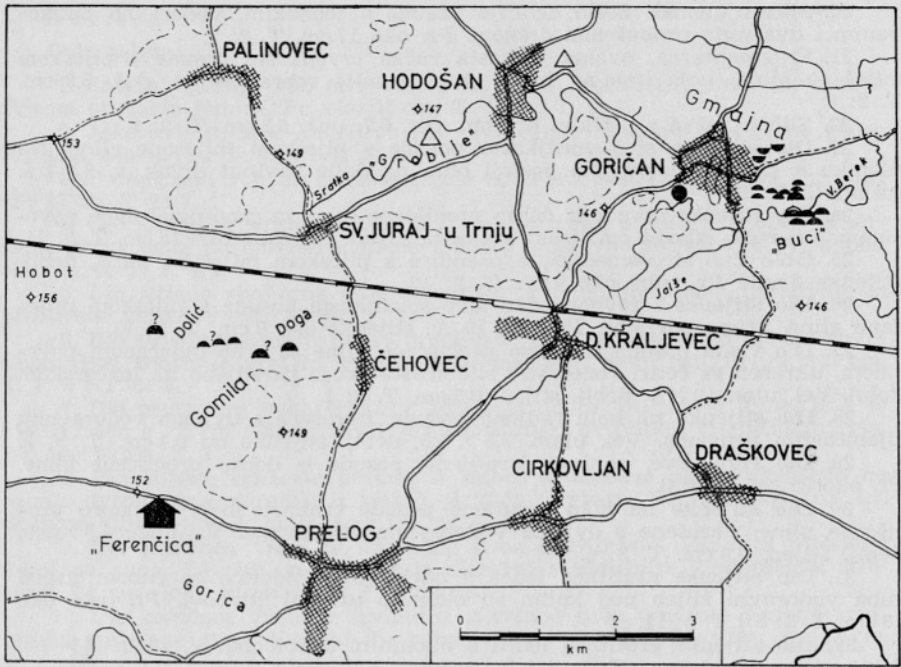 PALINOVEC
HODOŠAN
147
Gmajna
153
149
Sratka „Groblje"
GORIČAN
V. Berek
146
„Buci"
SV. JURAJ u Trnju
Hobot
156
Jalše
146
Dolič
? ?
Doga
?
ČEHOVEC
D. KRALJEVEC
Gomila
149
CIRKOVLJAN
DRAŠKOVEC
152
„Ferenčica"
PRELOG
Gorica
0 1 2 3
km